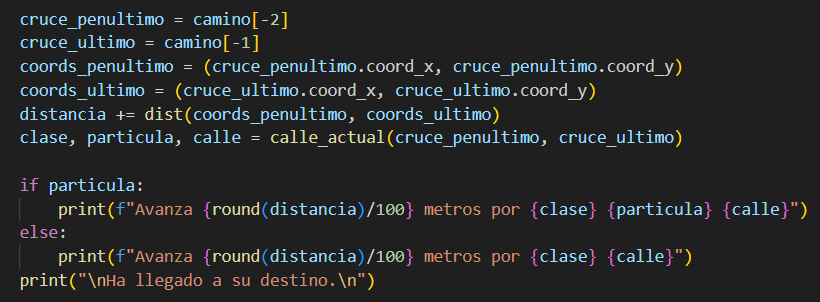 cruce_penultimo = camino[-2]
cruce_ultimo = camino[-1]
coords_penultimo = (cruce_penultimo.coord_x, cruce_penultimo.coord_y)
coords_ultimo = (cruce_ultimo.coord_x, cruce_ultimo.coord_y)
distancia += dist(coords_penultimo, coords_ultimo)
clase, particula, calle = calle_actual(cruce_penultimo, cruce_ultimo)

if particula:
    print(f"Avanza {round(distancia)/100} metros por {clase} {particula} {calle}")
else:
    print(f"Avanza {round(distancia)/100} metros por {clase} {calle}")
print("\nHa llegado a su destino.\n")